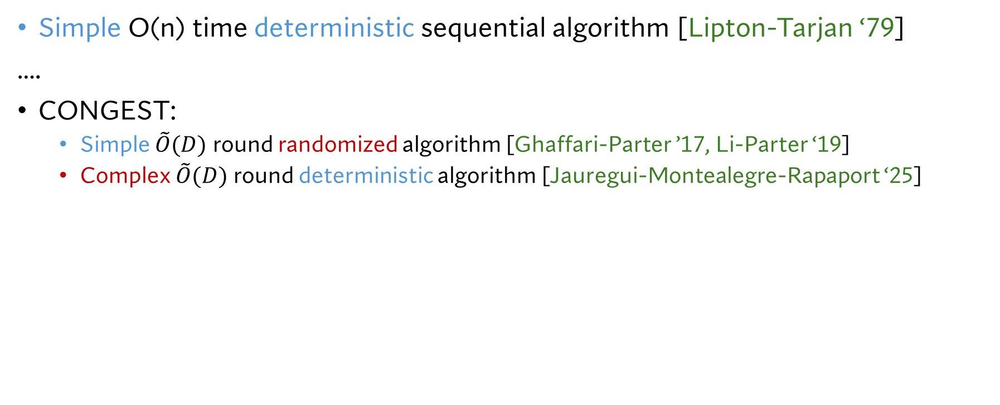 • Simple O(n) time deterministic sequential algorithm [Lipton-Tarjan ‘79]
....
• CONGEST:
• Simple Õ(D) round randomized algorithm [Ghaffari-Parter ’17, Li-Parter ‘19]
• Complex Õ(D) round deterministic algorithm [Jauregui-Montealegre-Rapaport ‘25]